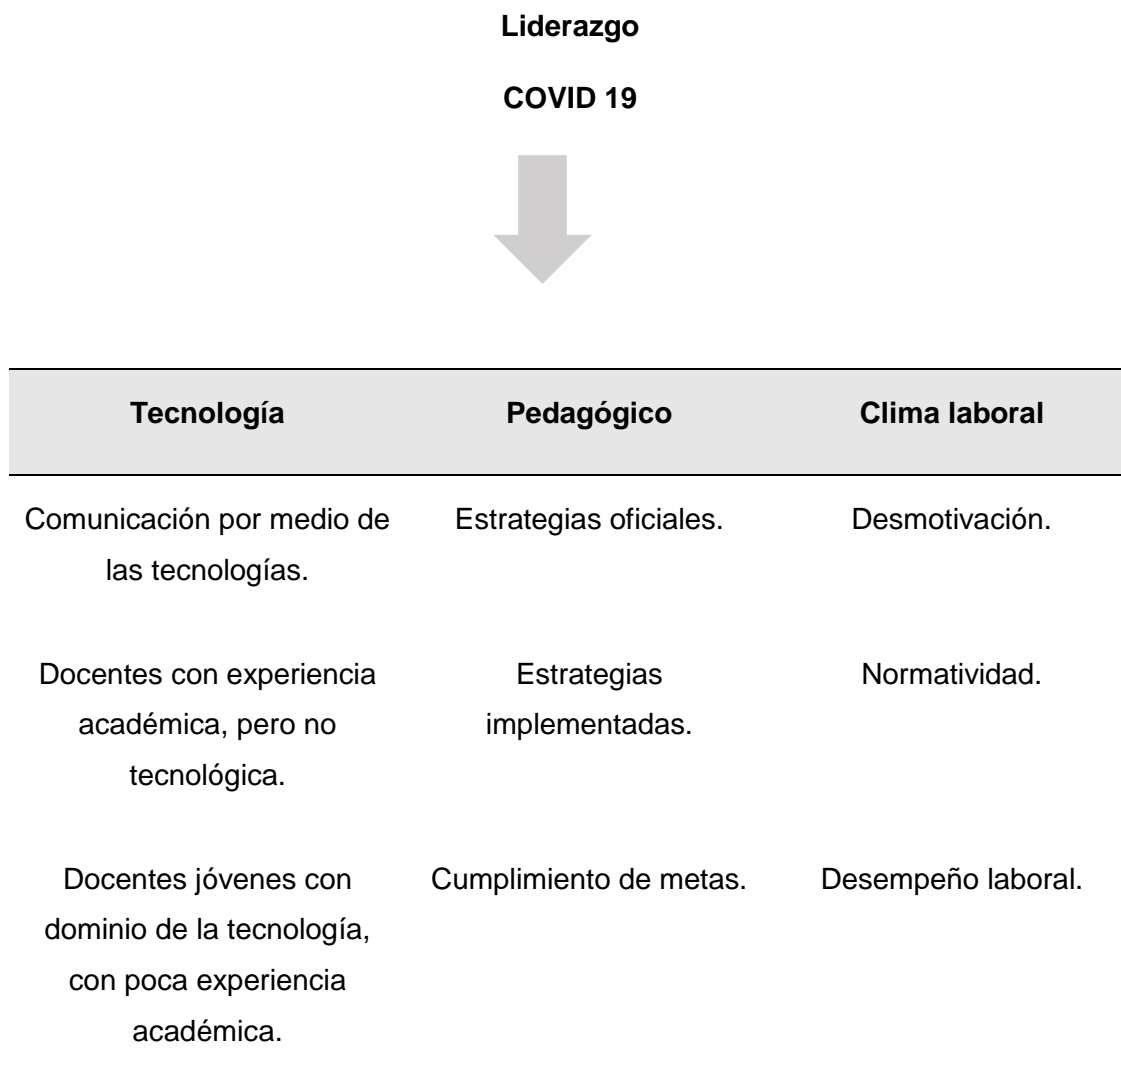 Liderazgo
COVID 19
Tecnología Pedagógico Clima laboral
Comunicación por medio de Estrategias oficiales. Desmotivación.
las tecnologías.
Docentes con experiencia Estrategias Normatividad.
académica, pero no implementadas.
tecnológica.
Docentes jóvenes con Cumplimiento de metas. Desempeño laboral.
dominio de la tecnología,
con poca experiencia
académica.